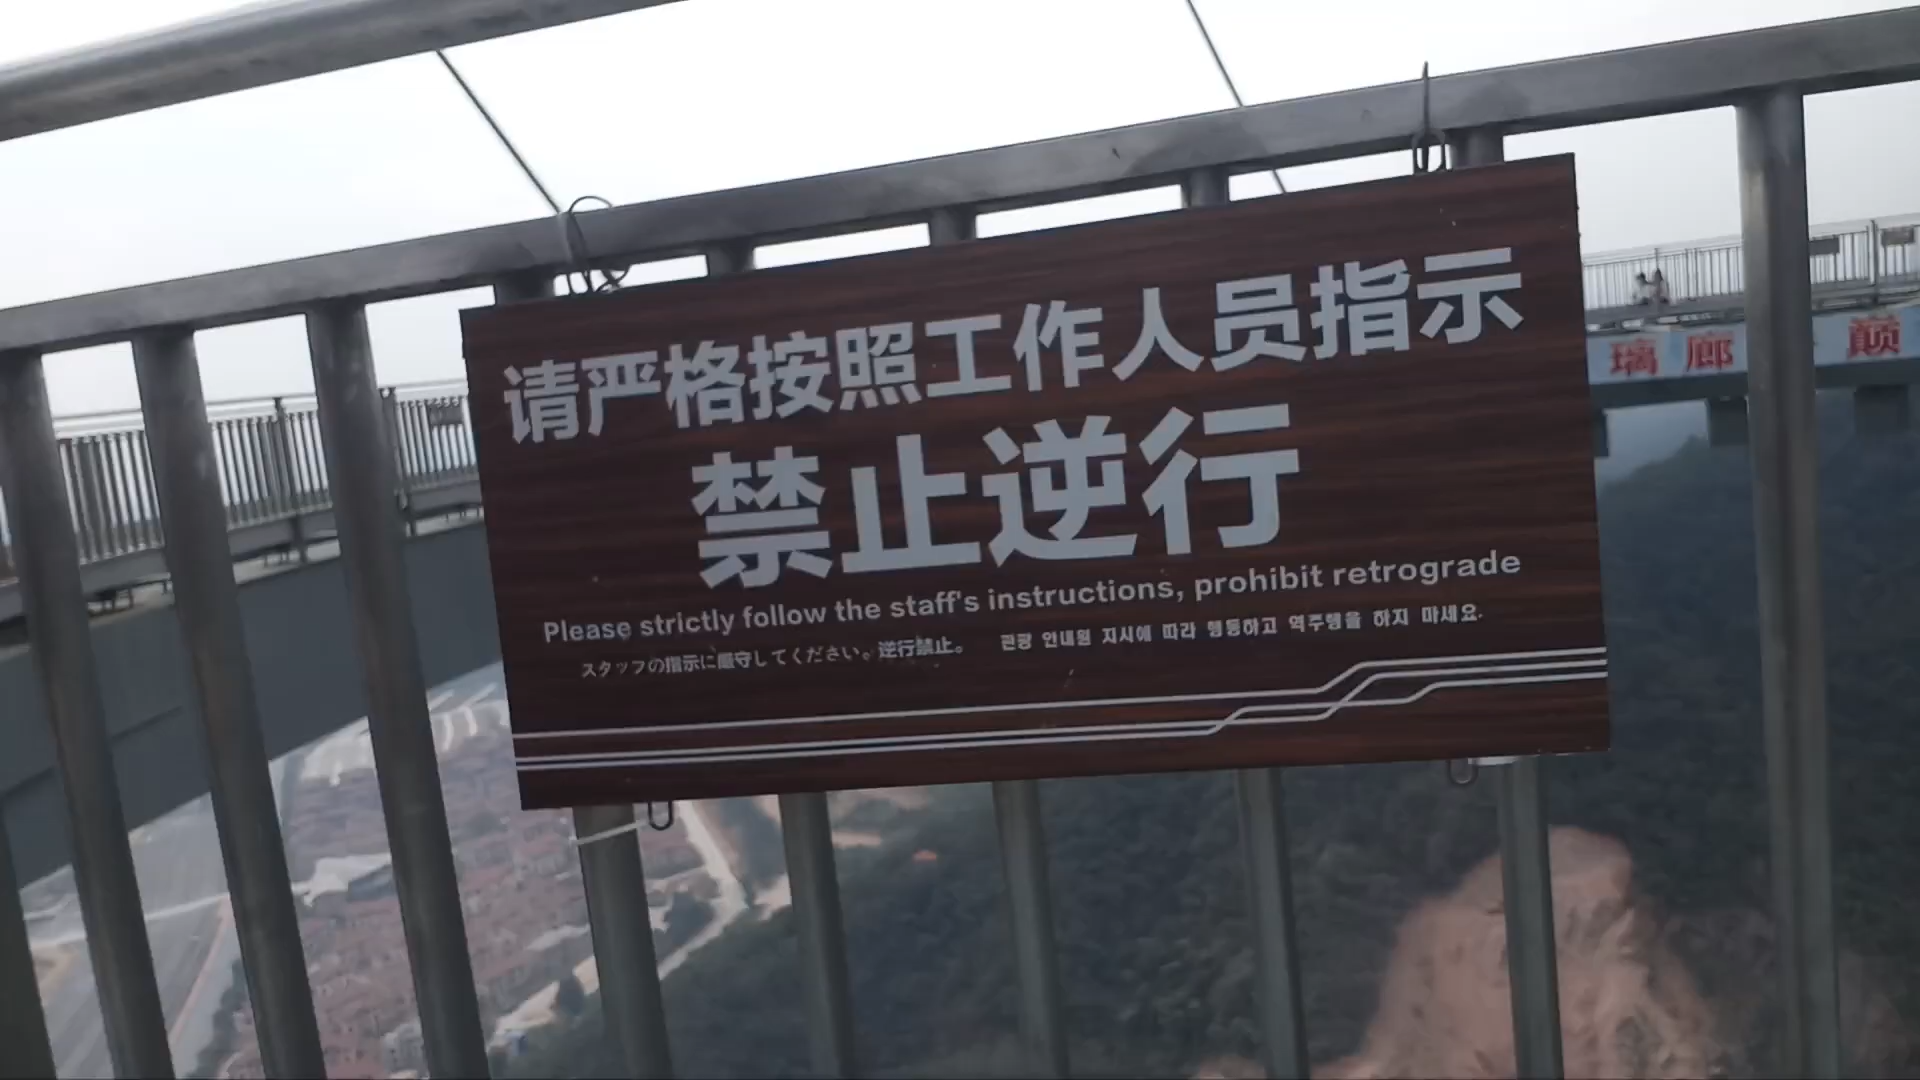 请严格按照工作人员指示
禁止逆行
Please strictly follow the staff's instructions, prohibit retrograde
スタッフの指示に厳守してください。逆行禁止。 관광 안내원 지시에 따라 행동하고 역주행을 하지 마세요.
璃廊 巅